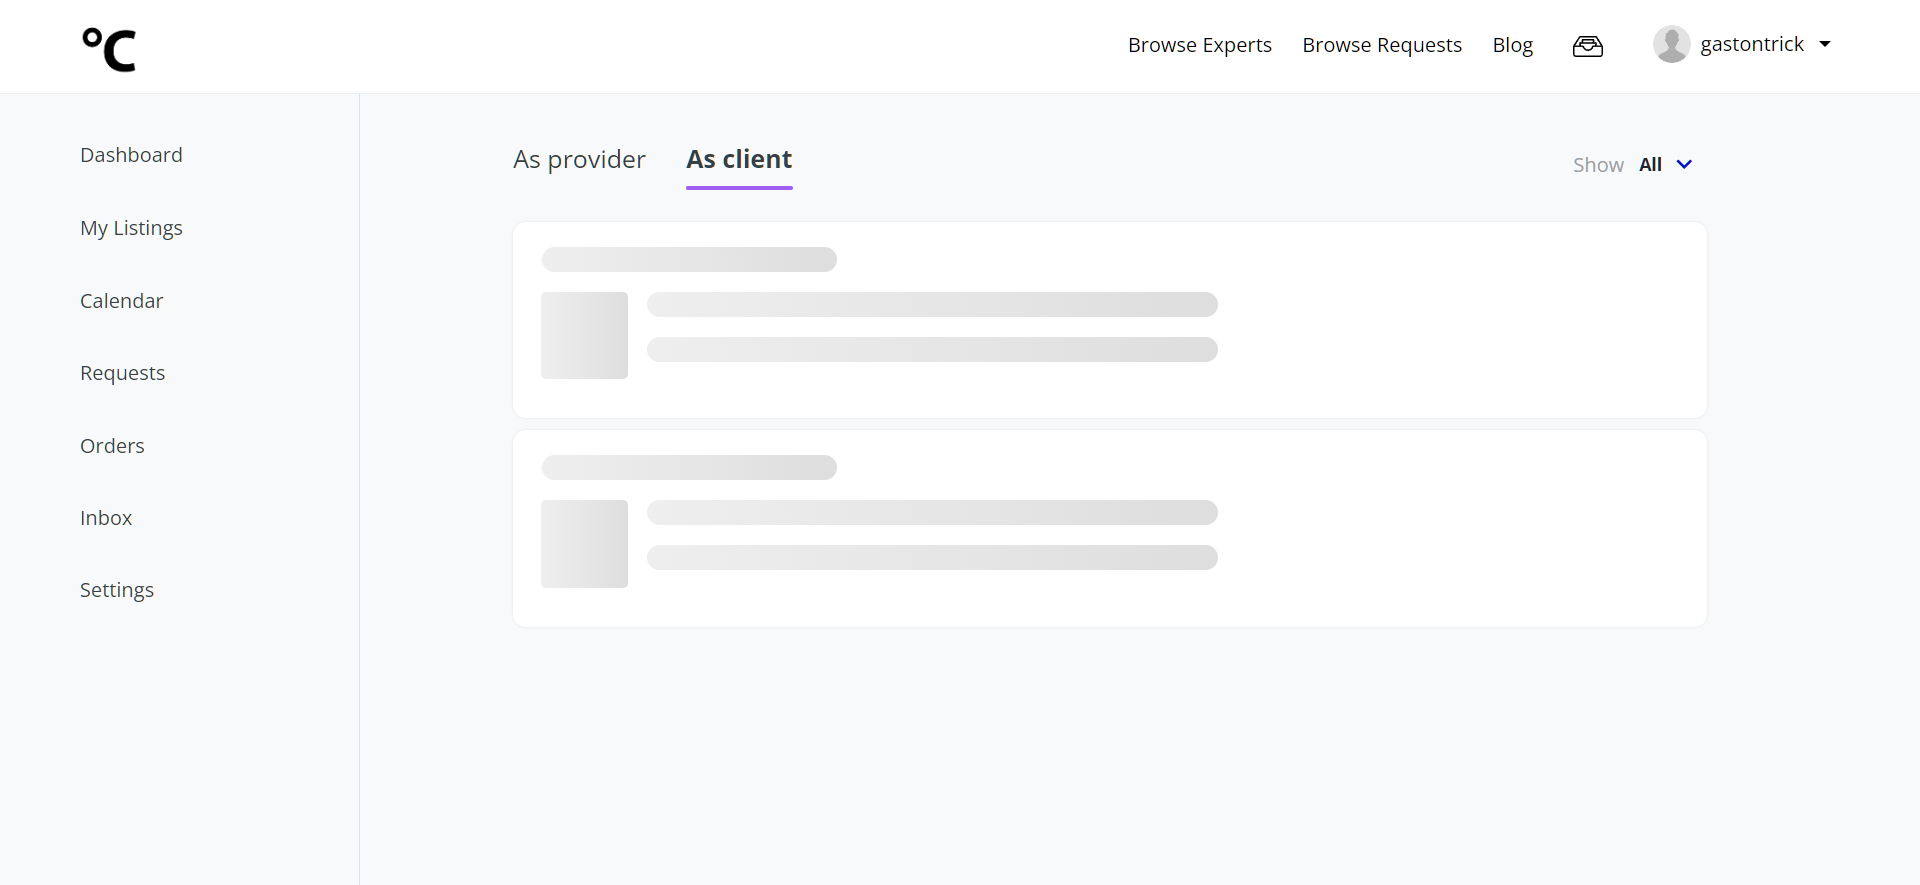 °C
Browse Experts
Browse Requests
Blog
gastontrick
Dashboard
My Listings
Calendar
Requests
Orders
Inbox
Settings
As provider
As client
Show All